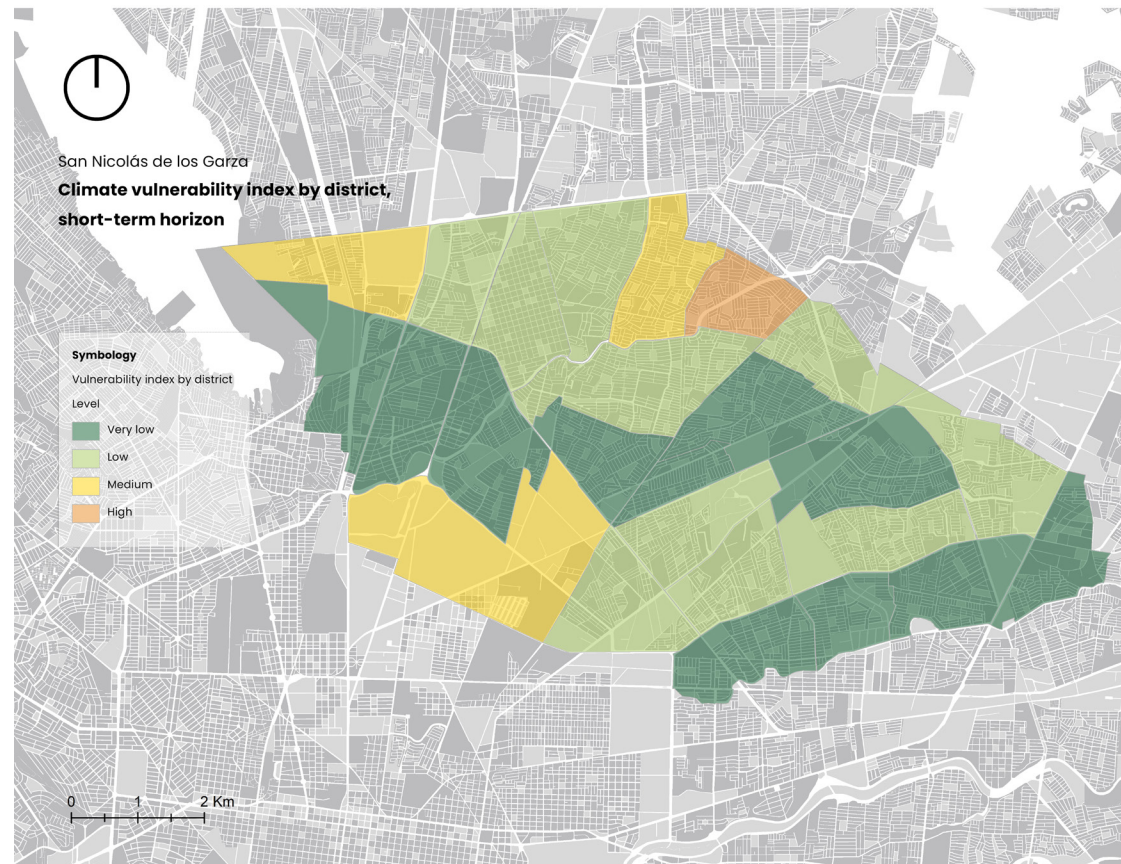 San Nicolás de los Garza
Climate vulnerability index by district,
short-term horizon
Symbology
Vulnerability index by district
Level
Very low
Low
Medium
High
0 1 2 Km